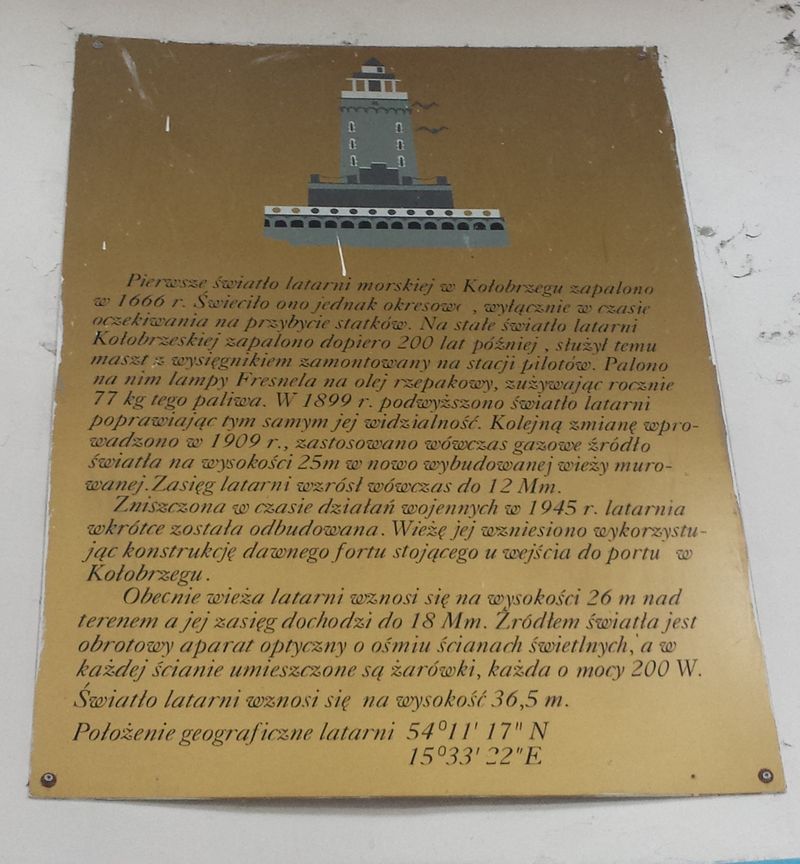 Pierwsze światło latarni morskiej w Kołobrzegu zapalono
w 1666 r. Świeciło ono jednak okresowo , wyłącznie w czasie
oczekiwania na przybycie statków. Na stałe światło latarni
Kołobrzeskiej zapalono dopiero 200 lat później , służył temu
maszt z wysięgnikiem zamontowany na stacji pilotów. Palono
na nim lampy Fresnela na olej rzepakowy, zużywając rocznie
77 kg tego paliwa. W 1899 r. podwyższono światło latarni
poprawiając tym samym jej widzialność. Kolejną zmianę wpro-
wadzono w 1909 r., zastosowano wówczas gazowe źródło
światła na wysokości 25m w nowo wybudowanej wieży muro-
wanej. Zasięg latarni wzrósł wówczas do 12 Mm.
Zniszczona w czasie działań wojennych w 1945 r. latarnia
wkrótce została odbudowana. Wieżę jej wzniesiono wykorzystu-
jąc konstrukcję dawnego fortu stojącego u wejścia do portu w
Kołobrzegu.
Obecnie wieża latarni wznosi się na wysokości 26 m nad
terenem a jej zasięg dochodzi do 18 Mm. Źródłem światła jest
obrotowy aparat optyczny o ośmiu ścianach świetlnych, a w
każdej ścianie umieszczone są żarówki, każda o mocy 200 W.
Światło latarni wznosi się na wysokość 36,5 m.
Położenie geograficzne latarni 54°11' 17" N
15°33' 22" E